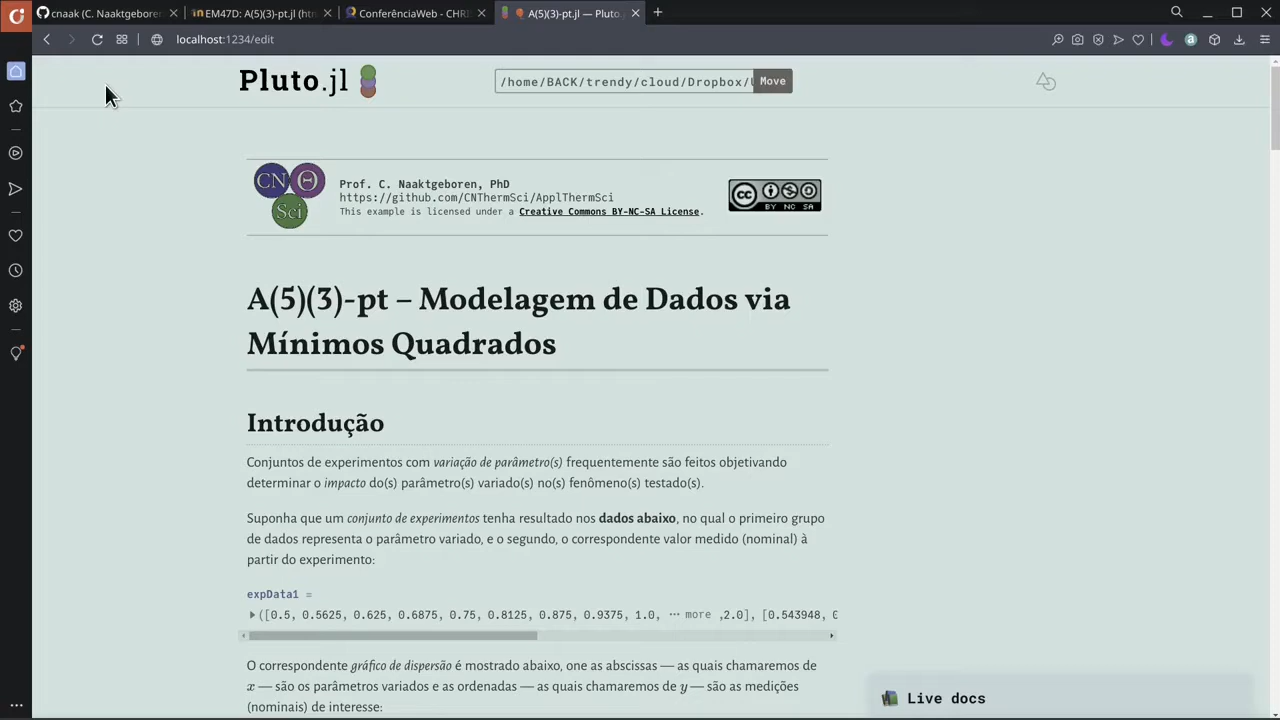 cnaak (C. Naaktgeboren
EM47D: A(5)(3)-pt.jl (ht
ConferênciaWeb - CHR
A(5)(3)-pt.jl — Pluto.
localhost:1234/edit
Pluto.jl
/home/BACK/trendy/cloud/Dropbox/U
Move
CN Θ Sci
Prof. C. Naaktgeboren, PhD
https://github.com/CNThermSci/ApplThermSci
This example is licensed under a Creative Commons BY-NC-SA License.
CC BY NC SA
A(5)(3)-pt – Modelagem de Dados via
Mínimos Quadrados
Introdução
Conjuntos de experimentos com variação de parâmetro(s) frequentemente são feitos objetivando
determinar o impacto do(s) parâmetro(s) variado(s) no(s) fenômeno(s) testado(s).
Suponha que um conjunto de experimentos tenha resultado nos dados abaixo, no qual o primeiro grupo
de dados representa o parâmetro variado, e o segundo, o correspondente valor medido (nominal) à
partir do experimento:
expData1 =
([0.5, 0.5625, 0.625, 0.6875, 0.75, 0.8125, 0.875, 0.9375, 1.0, ··· more ,2.0], [0.543948, 0
O correspondente gráfico de dispersão é mostrado abaixo, one as abscissas — as quais chamaremos de
x — são os parâmetros variados e as ordenadas — as quais chamaremos de y — são as medições
(nominais) de interesse:
Live docs